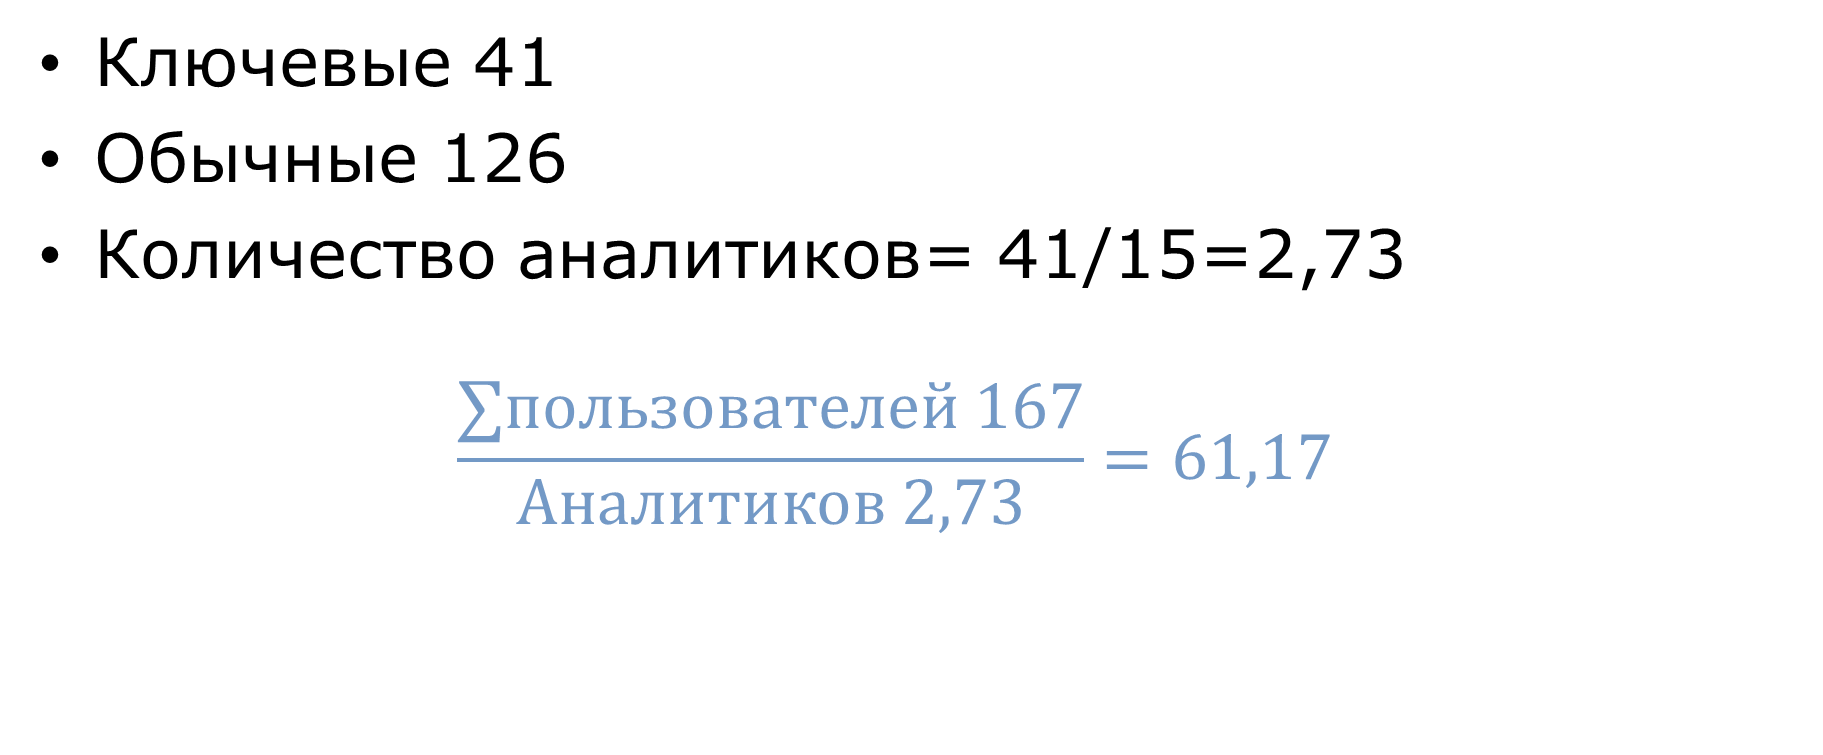 • Ключевые 41
• Обычные 126
• Количество аналитиков= 41/15=2,73
∑пользователей 167
= 61,17
Аналитиков 2,73